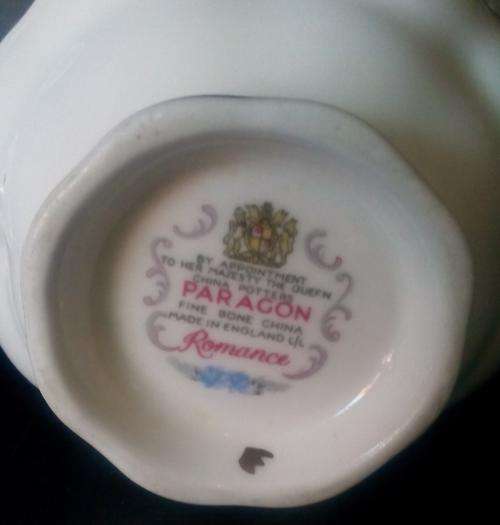 BY APPOINTMENT
TO HER MAJESTY THE QUEEN
CHINA POTTERS
PARAGON
FINE BONE CHINA
MADE IN ENGLAND C/L
Romance